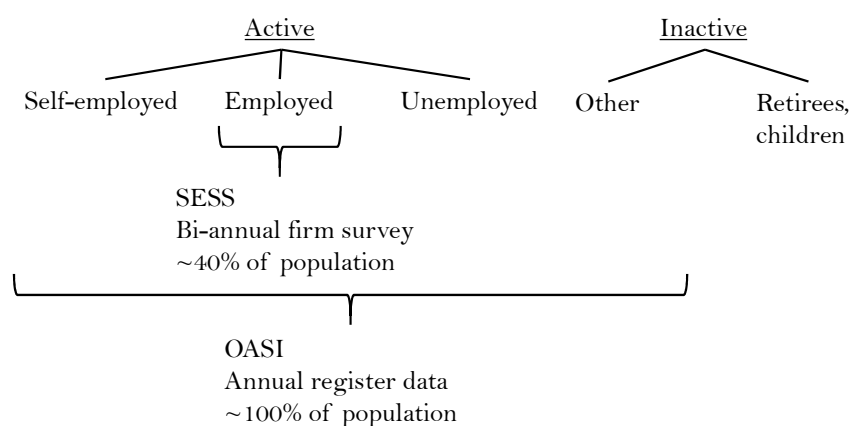 Active
Inactive
Self-employed
Employed
Unemployed
Other
Retirees,
children
SESS
Bi-annual firm survey
~40% of population
OASI
Annual register data
~100% of population